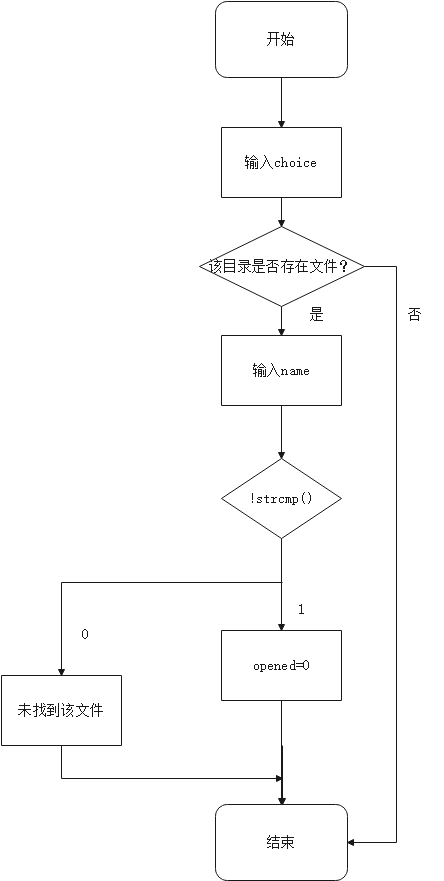 开始
输入choice
该目录是否存在文件?
是
否
输入name
!strcmp()
0
1
opened=0
未找到该文件
结束